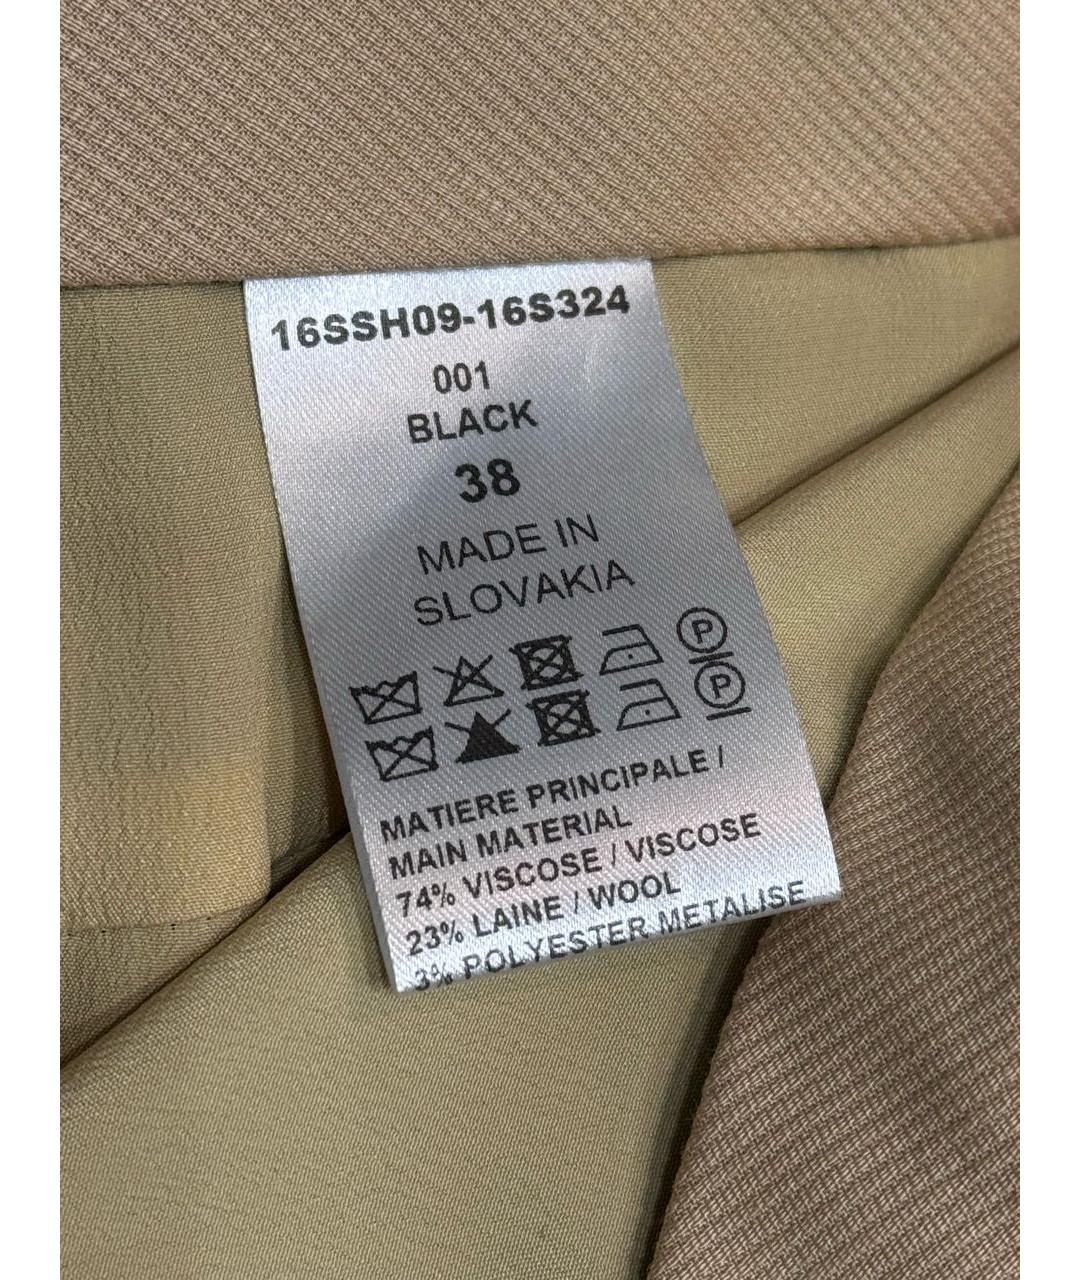 16SSH09-16S324
001
BLACK
38
MADE IN
SLOVAKIA
P
P
MATIERE PRINCIPALE /
MAIN MATERIAL
74% VISCOSE / VISCOSE
23% LAINE / WOOL
3% POLYESTER METALISE